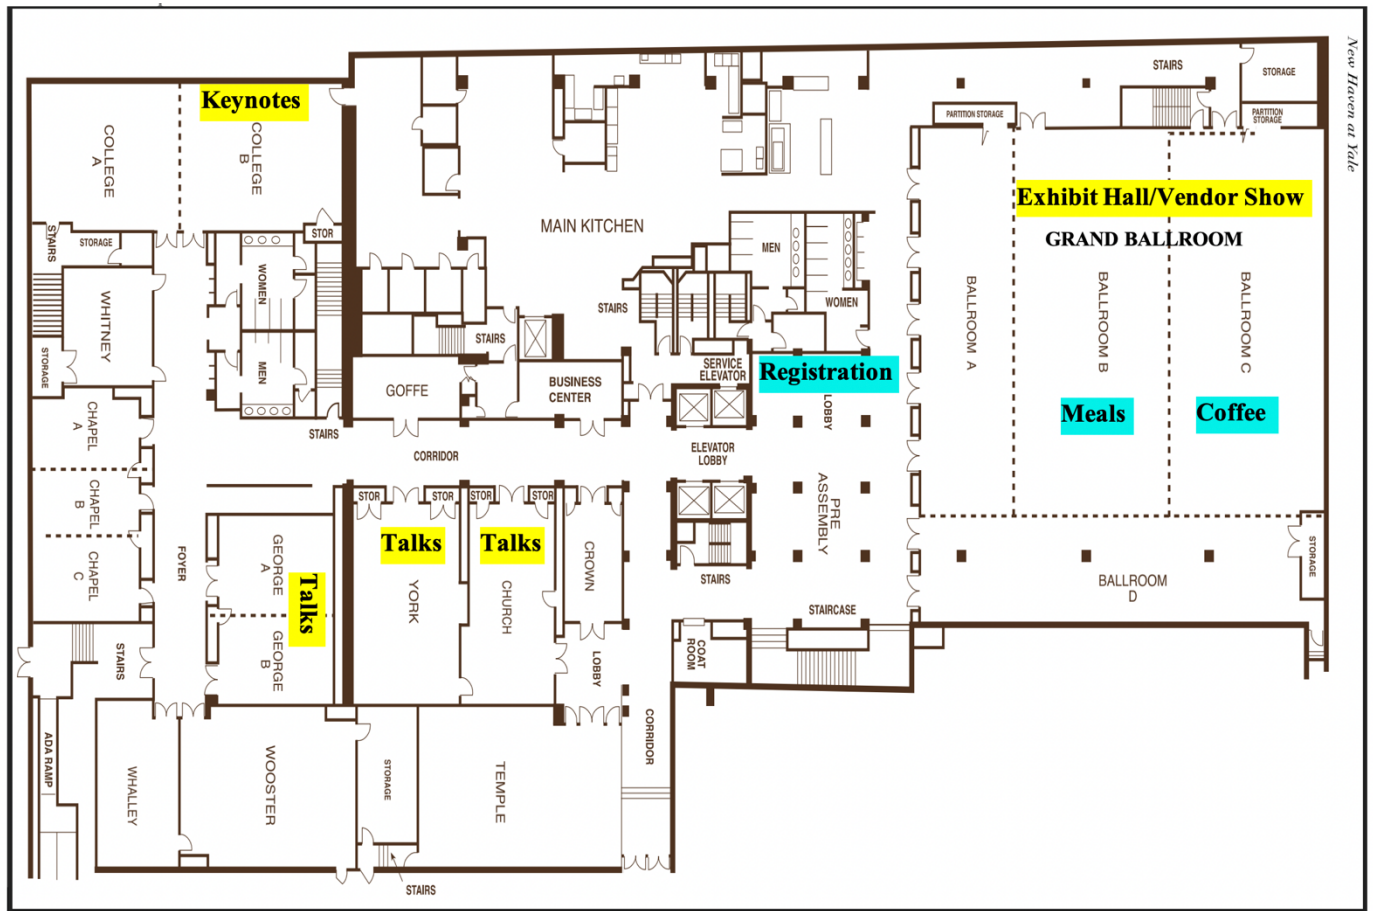 New Haven at Yale
Keynotes
COLLEGE
A
COLLEGE
B
STAIRS
STORAGE
STOR
WOMEN
MEN
STAIRS
WHITNEY
STORAGE
CHAPEL
A
CHAPEL
B
CHAPEL
C
FOYER
GEORGE
A
GEORGE
B
Talks
STAIRS
ADA RAMP
WHALLEY
WOOSTER
STORAGE
STAIRS
TEMPLE
MAIN KITCHEN
STAIRS
STAIRS
GOFFE
BUSINESS
CENTER
CORRIDOR
STOR
STOR
STOR
STOR
Talks
YORK
Talks
CHURCH
CROWN
LOBBY
CORRIDOR
MEN
WOMEN
SERVICE
ELEVATOR
Registration
LOBBY
ELEVATOR
LOBBY
PRE
ASSEMBLY
STAIRS
STAIRCASE
COAT
ROOM
STAIRS
STORAGE
PARTITION STORAGE
PARTITION
STORAGE
Exhibit Hall/Vendor Show
GRAND BALLROOM
BALLROOM A
BALLROOM B
BALLROOM C
Meals
Coffee
BALLROOM
D
STORAGE